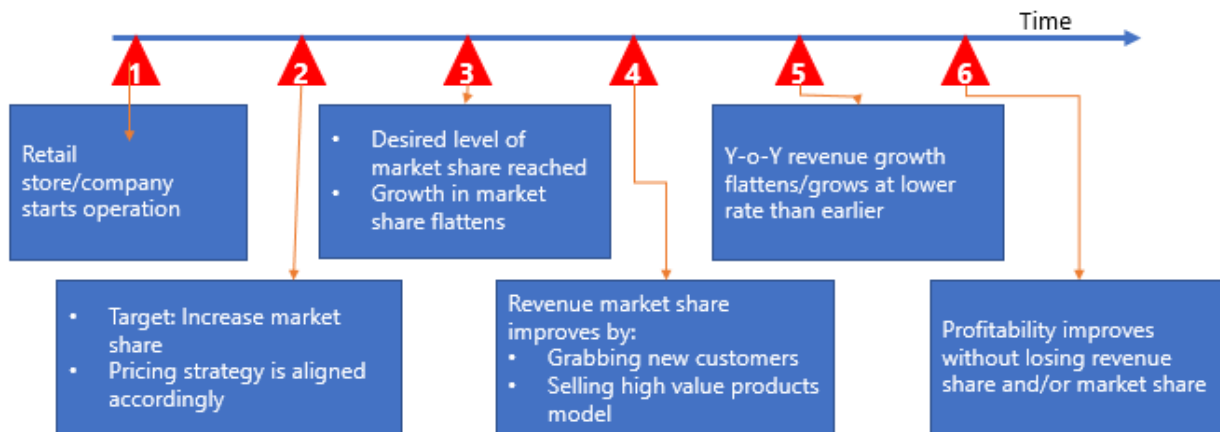 Time
1
2
3
4
5
6
Retail
store/company
starts operation
• Desired level of
market share reached
• Growth in market
share flattens
Y-o-Y revenue growth
flattens/grows at lower
rate than earlier
• Target: Increase market
share
• Pricing strategy is aligned
accordingly
Revenue market share
improves by:
• Grabbing new customers
• Selling high value products
model
Profitability improves
without losing revenue
share and/or market share